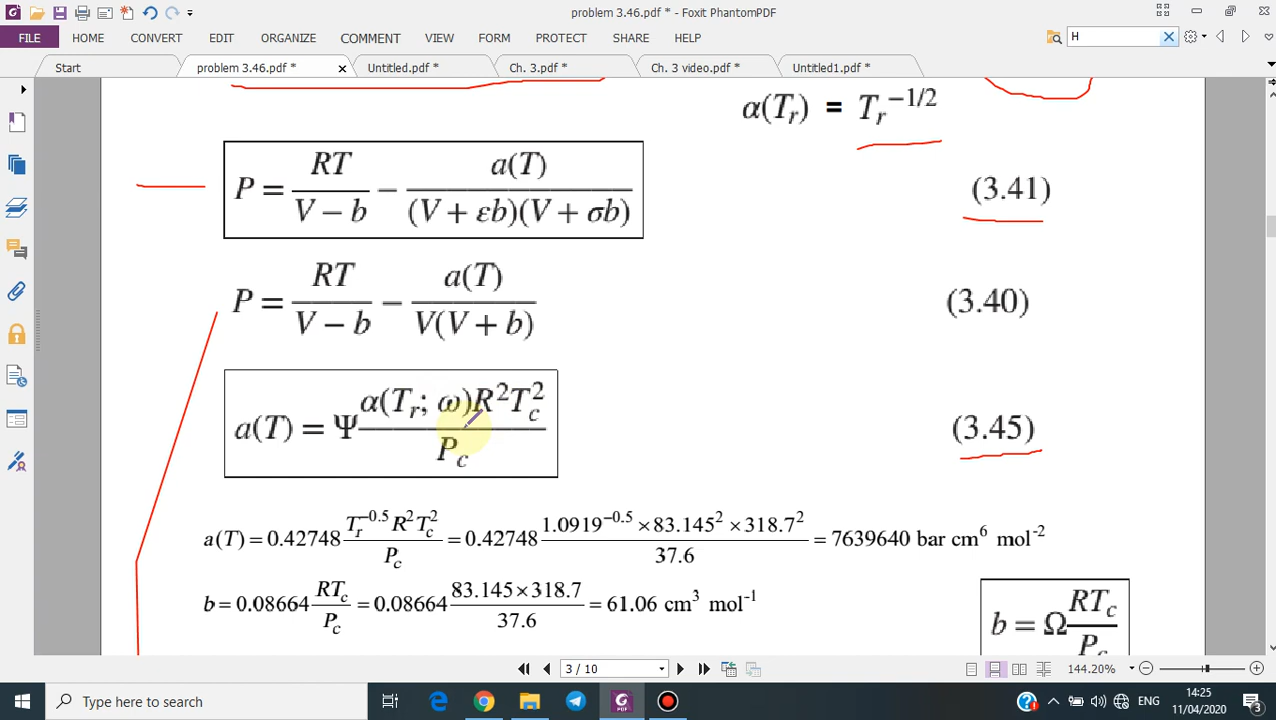 problem 3.46.pdf * - Foxit PhantomPDF
FILE HOME CONVERT EDIT ORGANIZE COMMENT VIEW FORM PROTECT SHARE HELP H
Start problem 3.46.pdf * Untitled.pdf * Ch. 3.pdf * Ch. 3 video.pdf * Untitled1.pdf *
α(Tr) = Tr^−1/2
P = RT/(V − b) − a(T)/((V + εb)(V + σb)) (3.41)
P = RT/(V − b) − a(T)/(V(V + b)) (3.40)
a(T) = Ψ α(Tr; ω)R²Tc²/Pc (3.45)
a(T) = 0.42748 Tr^-0.5 R² Tc²/Pc = 0.42748 1.0919^-0.5 × 83.145² × 318.7²/37.6 = 7639640 bar cm⁶ mol⁻²
b = 0.08664 RTc/Pc = 0.08664 83.145 × 318.7/37.6 = 61.06 cm³ mol⁻¹
b = Ω RTc/Pc
3 / 10 144.20%
Type here to search
ENG
14:25
11/04/2020
3